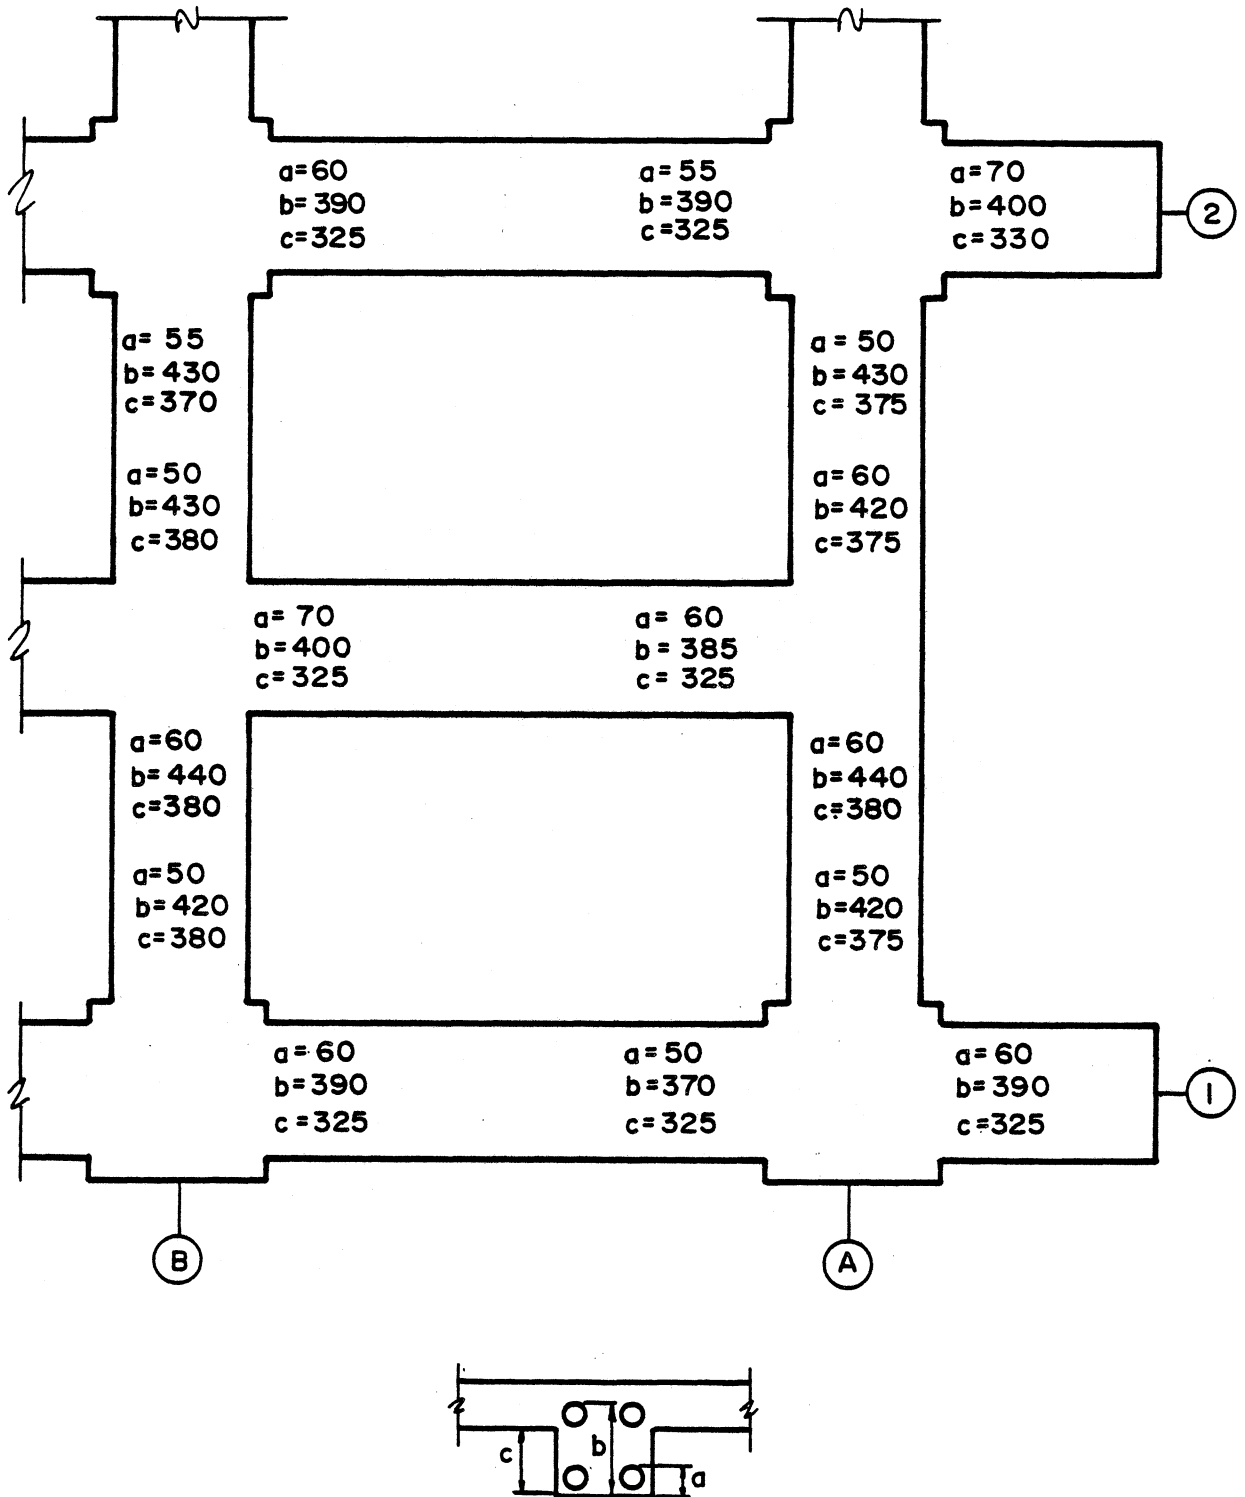 a=60
b=390
c=325
a=55
b=390
c=325
a=70
b=400
c=330
2
a= 55
b=430
c=370
a=50
b=430
c=375
a=50
b=430
c=380
a=60
b=420
c=375
a= 70
b=400
c=325
a= 60
b= 385
c= 325
a=60
b=440
c=380
a=60
b=440
c=380
a=50
b=420
c=380
a=50
b=420
c=375
a=60
b=390
c=325
a=50
b=370
c=325
a=60
b=390
c=325
1
B
A
c
b
a